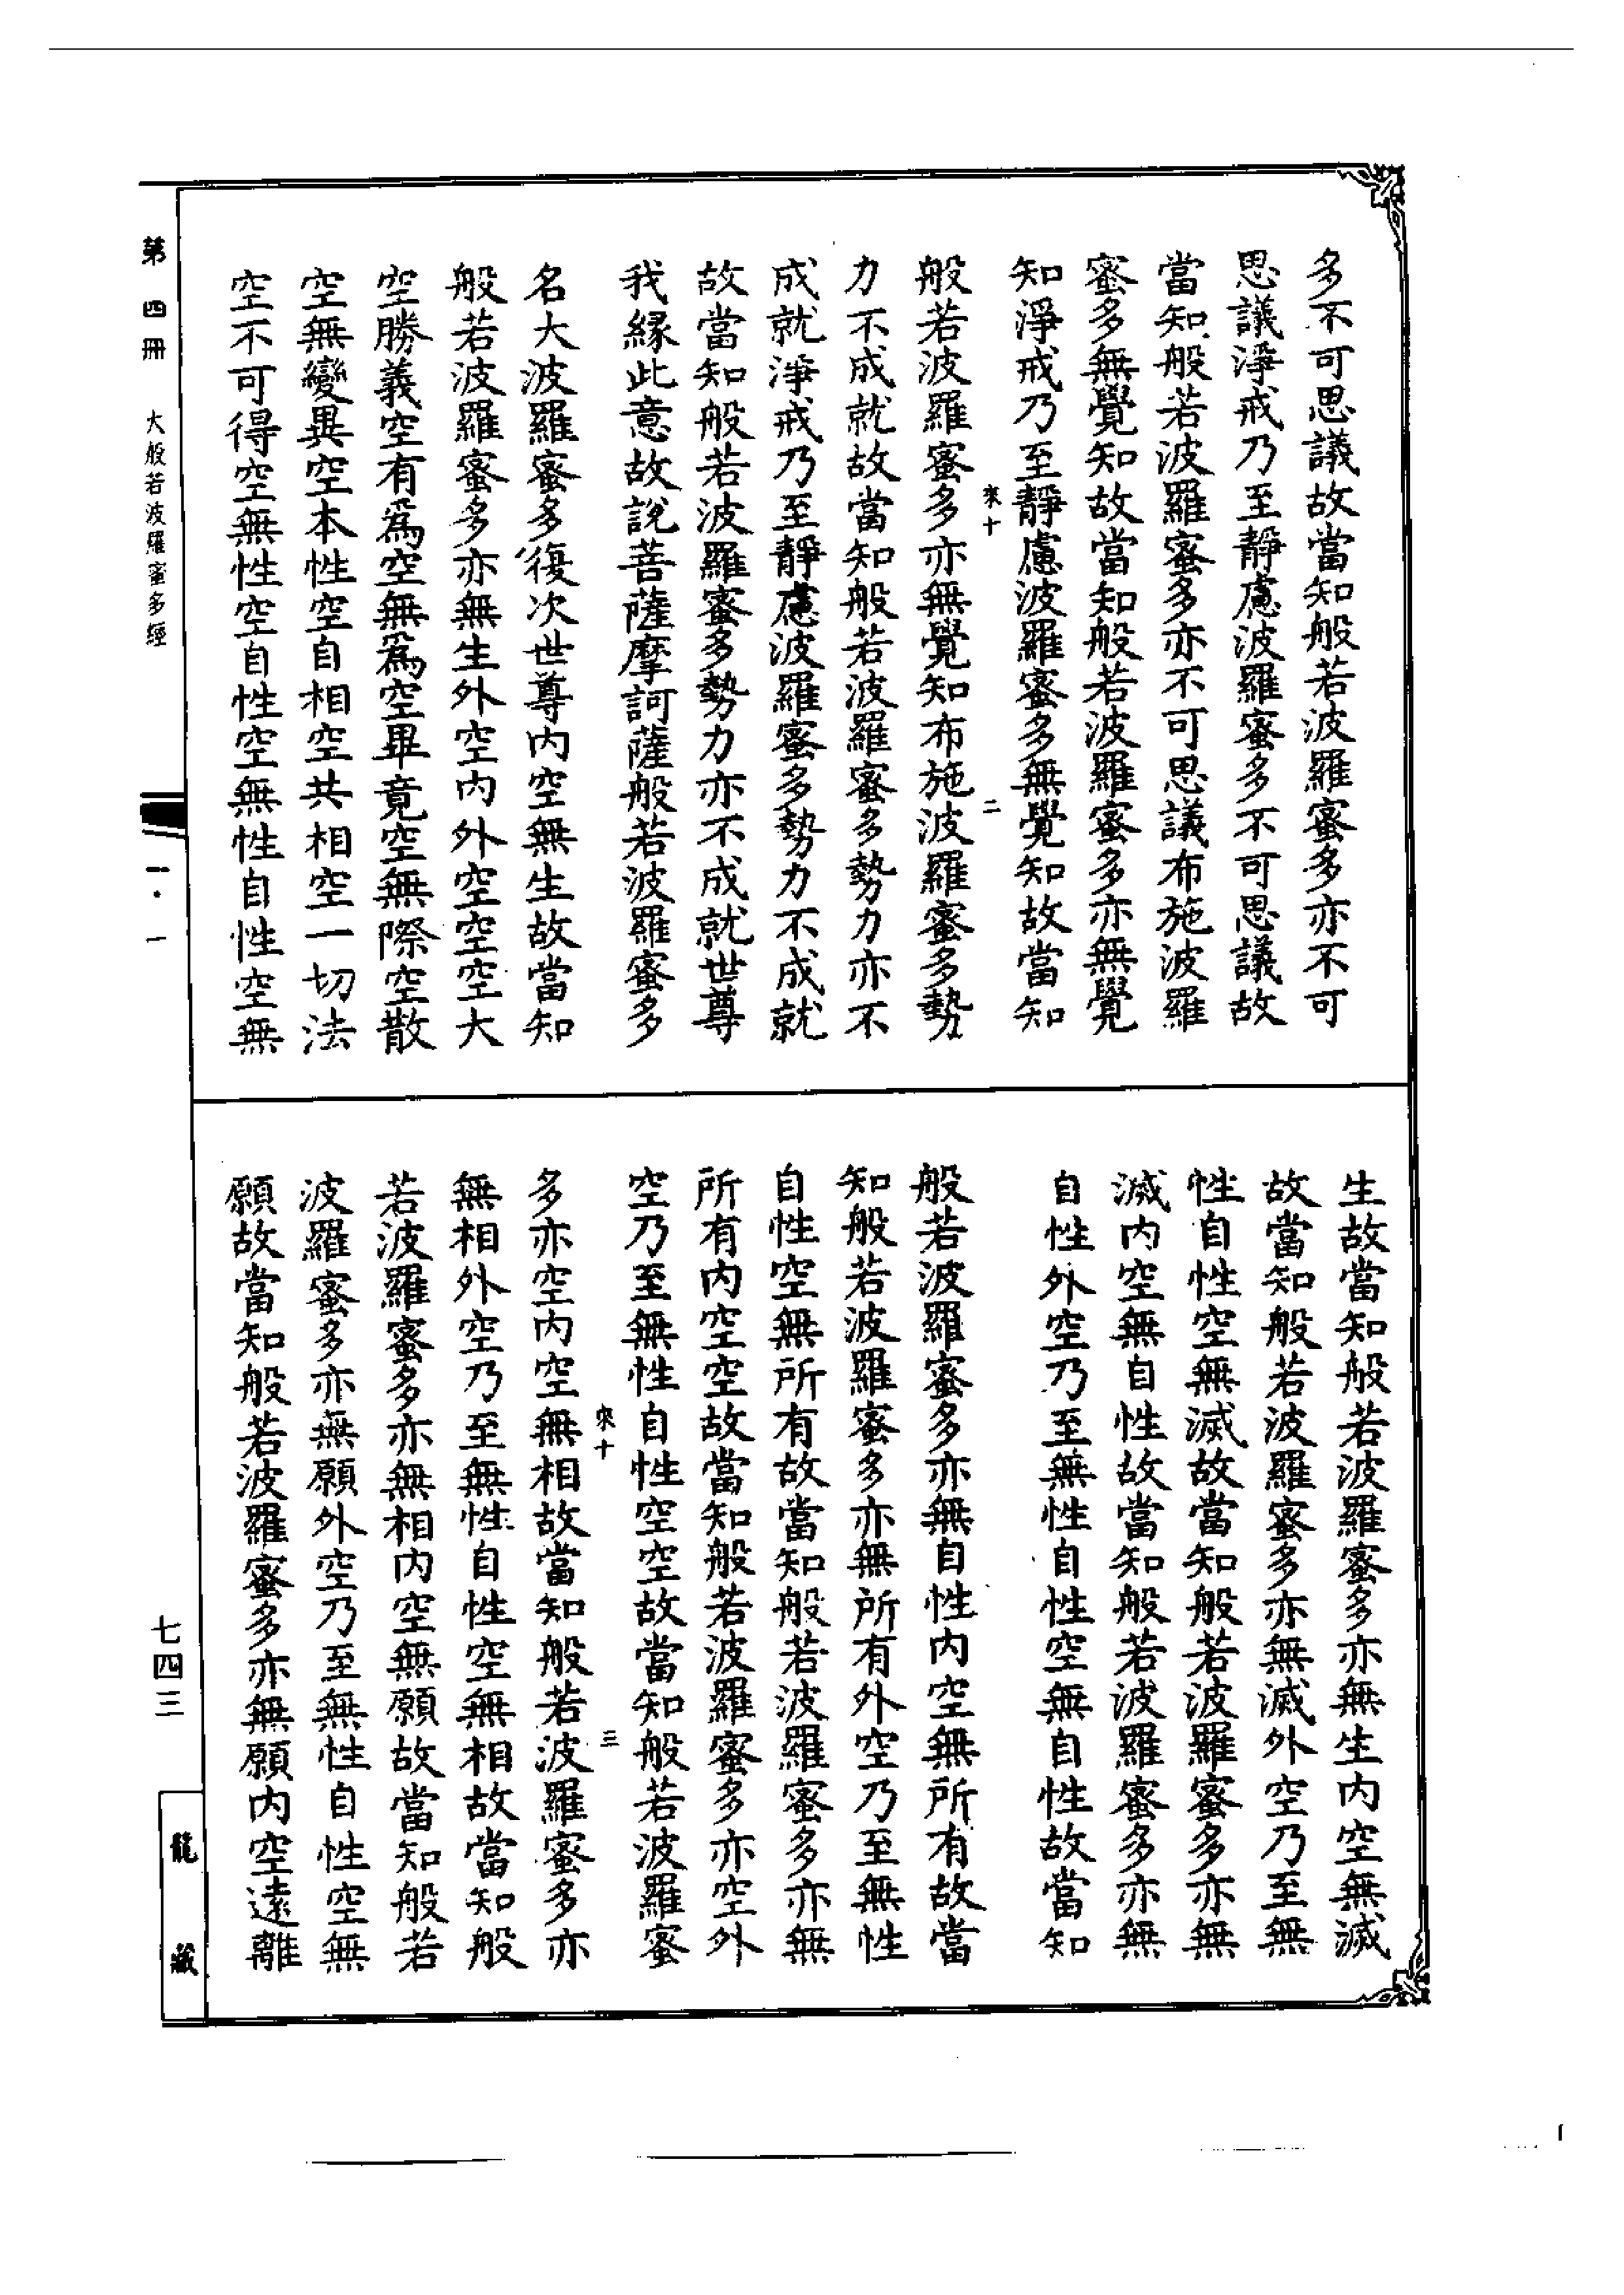 多不可思議故當知般若波羅蜜多亦不可
思議淨戒乃至靜慮波羅蜜多不可思議故
當知般若波羅蜜多亦不可思議布施波羅
蜜多無覺知故當知般若波羅蜜多亦無覺
知淨戒乃至靜慮波羅蜜多無覺知故當知
來十 二
般若波羅蜜多亦無覺知布施波羅蜜多勢
力不成就故當知般若波羅蜜多勢力亦不
成就淨戒乃至靜慮波羅蜜多勢力不成就
故當知般若波羅蜜多勢力亦不成就世尊
我緣此意故說菩薩摩訶薩般若波羅蜜多
名大波羅蜜多復次世尊內空無生故當知
般若波羅蜜多亦無生外空內外空空空大
空勝義空有爲空無爲空畢竟空無際空散
空無變異空本性空自相空共相空一切法
空不可得空無性空自性空無性自性空無
生故當知般若波羅蜜多亦無生內空無滅
故當知般若波羅蜜多亦無滅外空乃至無
性自性空無滅故當知般若波羅蜜多亦無
滅內空無自性故當知般若波羅蜜多亦無
自性外空乃至無性自性空無自性故當知
般若波羅蜜多亦無自性內空無所有故當
知般若波羅蜜多亦無所有外空乃至無性
自性空無所有故當知般若波羅蜜多亦無
所有內空空故當知般若波羅蜜多亦空外
空乃至無性自性空空故當知般若波羅蜜
來十 三
多亦空內空無相故當知般若波羅蜜多亦
無相外空乃至無性自性空無相故當知般
若波羅蜜多亦無相內空無願故當知般若
波羅蜜多亦無願外空乃至無性自性空無
願故當知般若波羅蜜多亦無願內空遠離
第四冊 大般若波羅蜜多經 一·一 七四三 龍藏